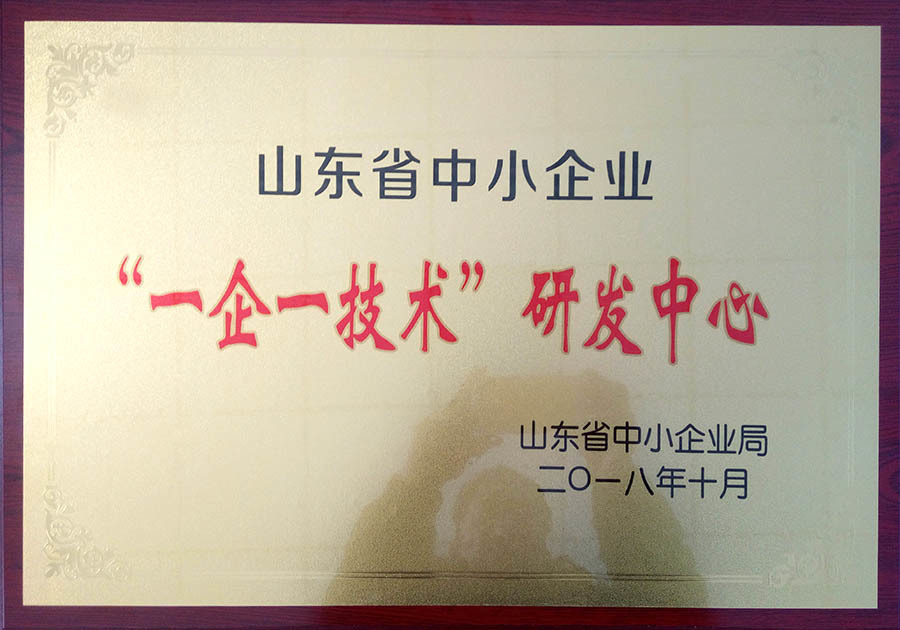 山东省中小企业
“一企一技术”研发中心
山东省中小企业局
二〇一八年十月